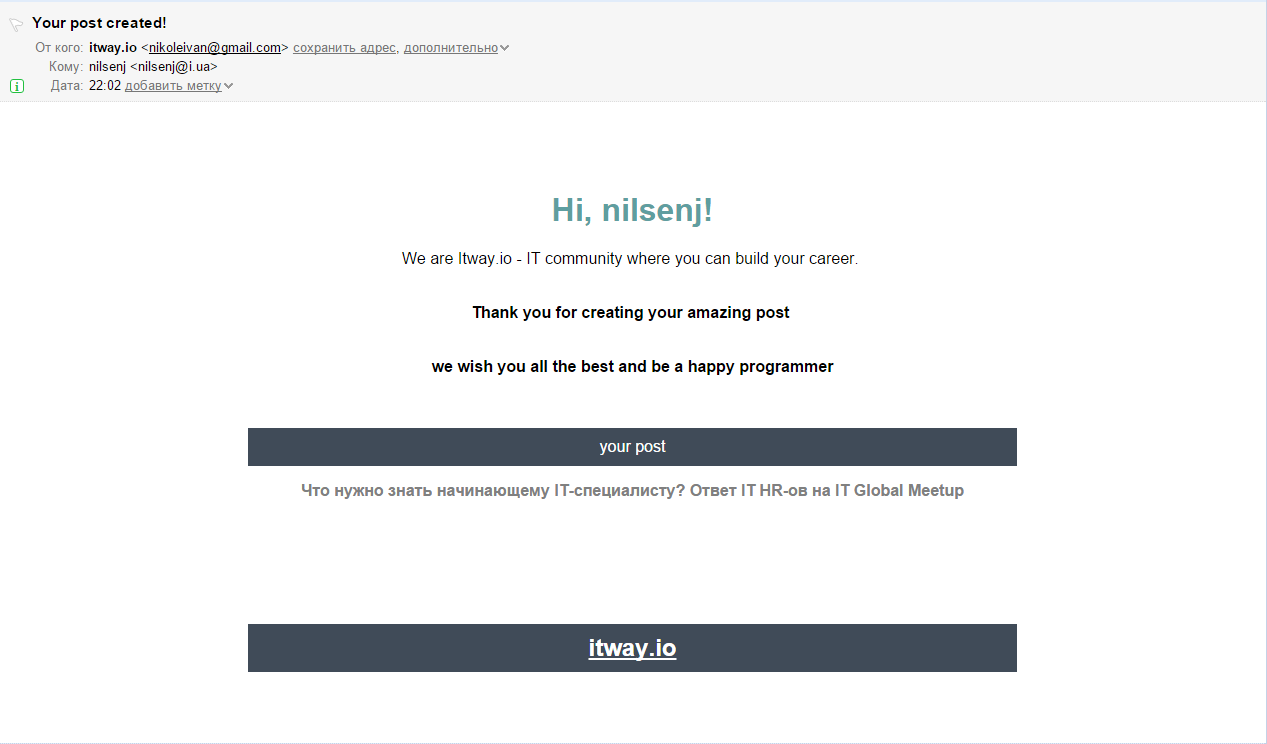 Your post created!
От кого: itway.io <nikoleivan@gmail.com> сохранить адрес, дополнительно
Кому: nilsenj <nilsenj@i.ua>
Дата: 22:02 добавить метку
Hi, nilsenj!
We are Itway.io - IT community where you can build your career.
Thank you for creating your amazing post
we wish you all the best and be a happy programmer
your post
Что нужно знать начинающему IT-специалисту? Ответ IT HR-ов на IT Global Meetup
itway.io